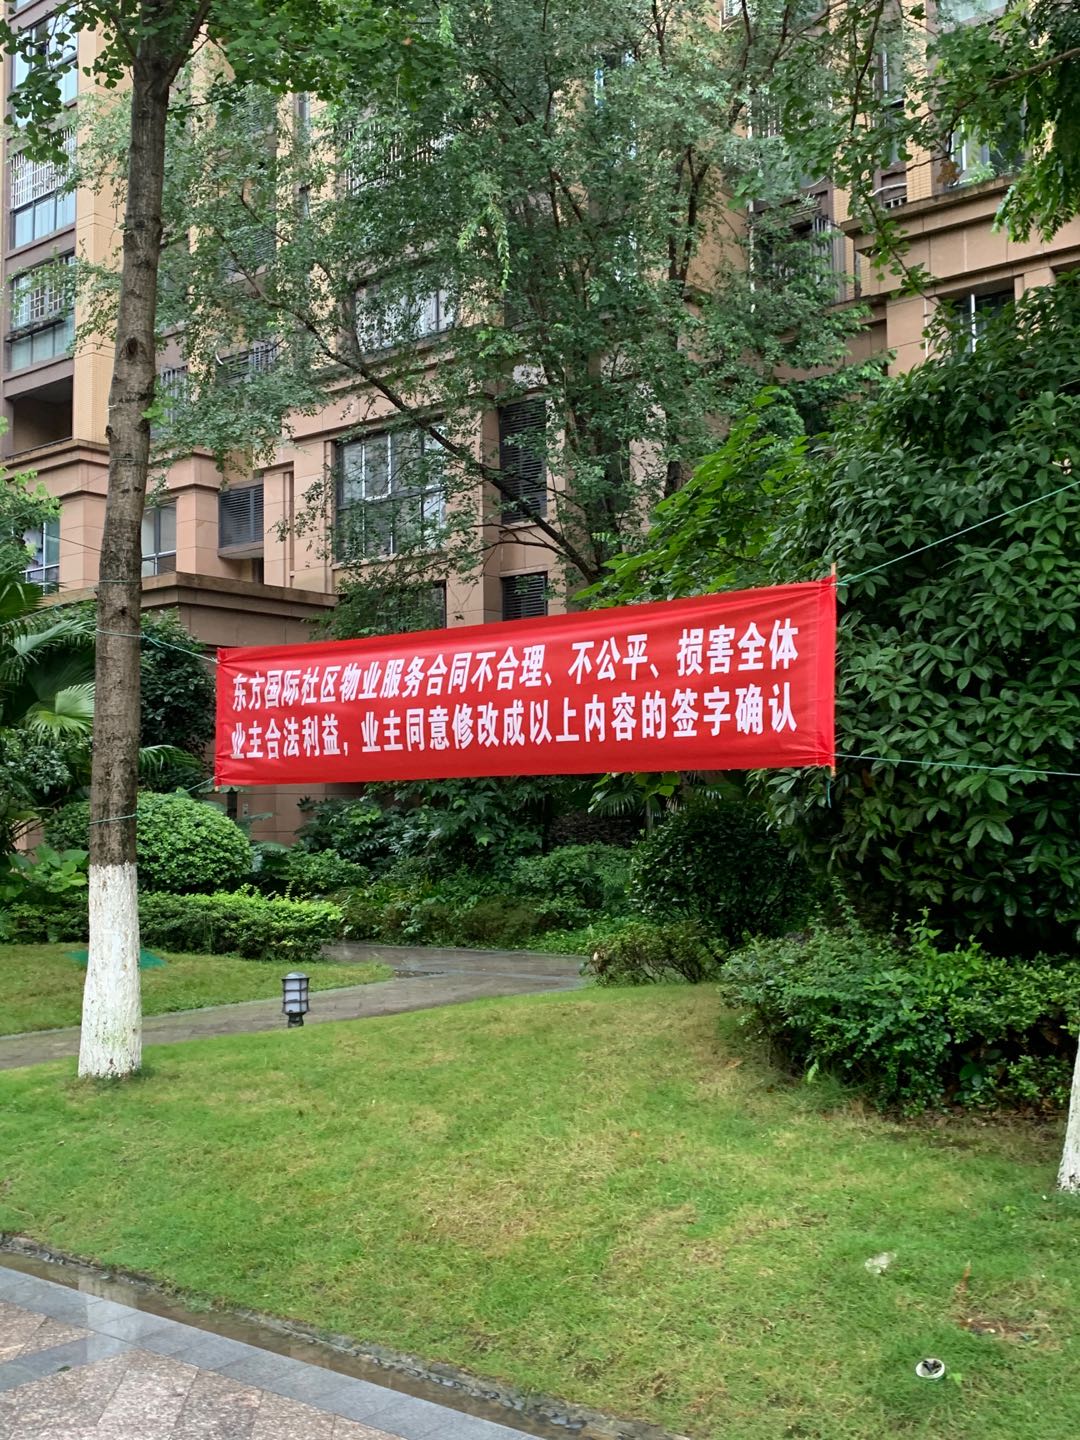 东方国际社区物业服务合同不合理、不公平、损害全体
业主合法利益，业主同意修改成以上内容的签字确认